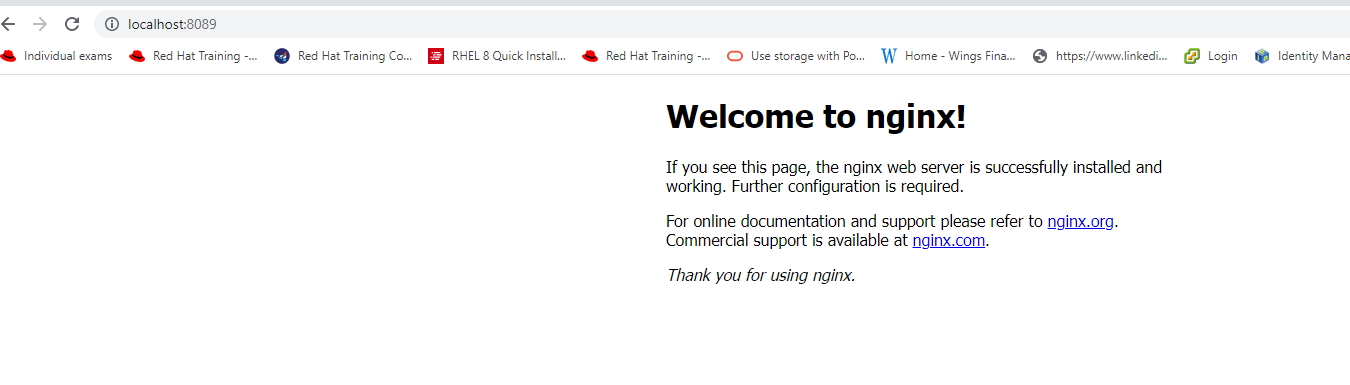 localhost:8089
Individual exams Red Hat Training -... Red Hat Training Co... RHEL 8 Quick Install... Red Hat Training -... Use storage with Po... Home - Wings Fina... https://www.linkedi... Login Identity Mana
Welcome to nginx!
If you see this page, the nginx web server is successfully installed and
working. Further configuration is required.
For online documentation and support please refer to nginx.org.
Commercial support is available at nginx.com.
Thank you for using nginx.